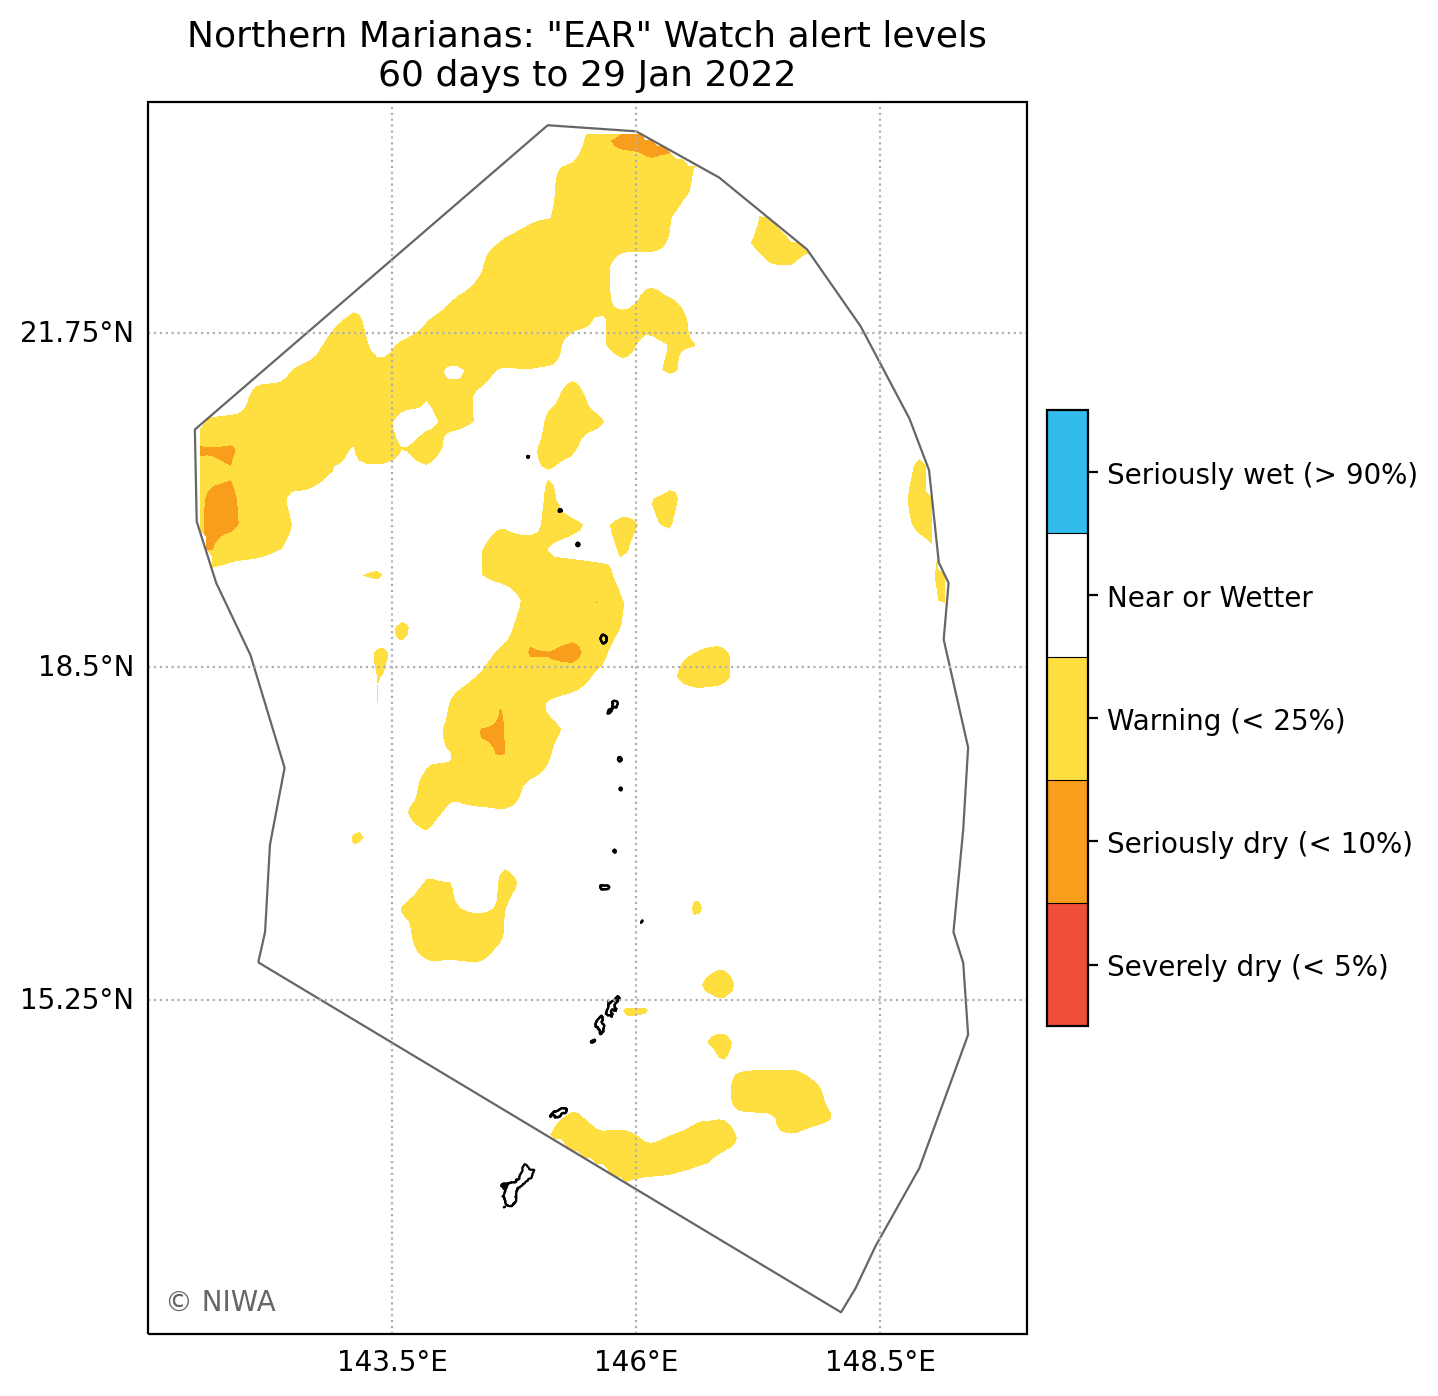 Northern Marianas: "EAR" Watch alert levels
60 days to 29 Jan 2022
21.75°N
18.5°N
15.25°N
143.5°E
146°E
148.5°E
© NIWA
Seriously wet (> 90%)
Near or Wetter
Warning (< 25%)
Seriously dry (< 10%)
Severely dry (< 5%)